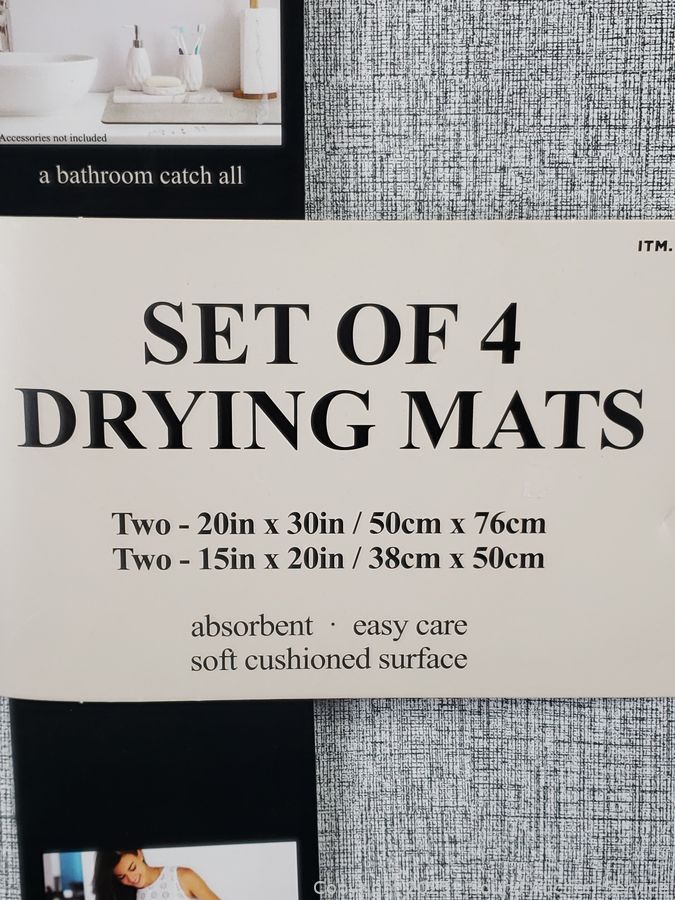 Accessories not included
a bathroom catch all
ITM.
SET OF 4
DRYING MATS
Two - 20in x 30in / 50cm x 76cm
Two - 15in x 20in / 38cm x 50cm
absorbent · easy care
soft cushioned surface